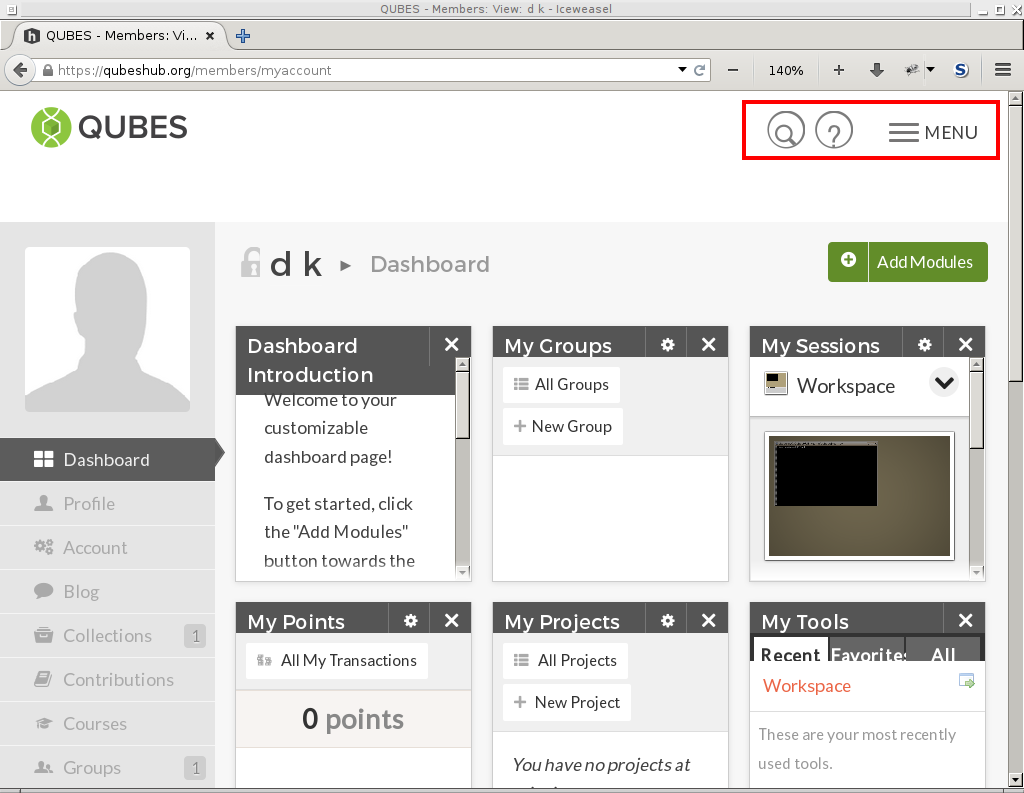 QUBES - Members: View: d k - Iceweasel
QUBES - Members: Vi...
https://qubeshub.org/members/myaccount
140%
QUBES
MENU
d k ▸ Dashboard
Add Modules
Dashboard
Profile
Account
Blog
Collections 1
Contributions
Courses
Groups 1
Dashboard
Introduction
Welcome to your
customizable
dashboard page!
To get started, click
the "Add Modules"
button towards the
My Groups
All Groups
New Group
My Sessions
Workspace
My Points
All My Transactions
0 points
My Projects
All Projects
New Project
You have no projects at
My Tools
Recent Favorites All
Workspace
These are your most recently
used tools.